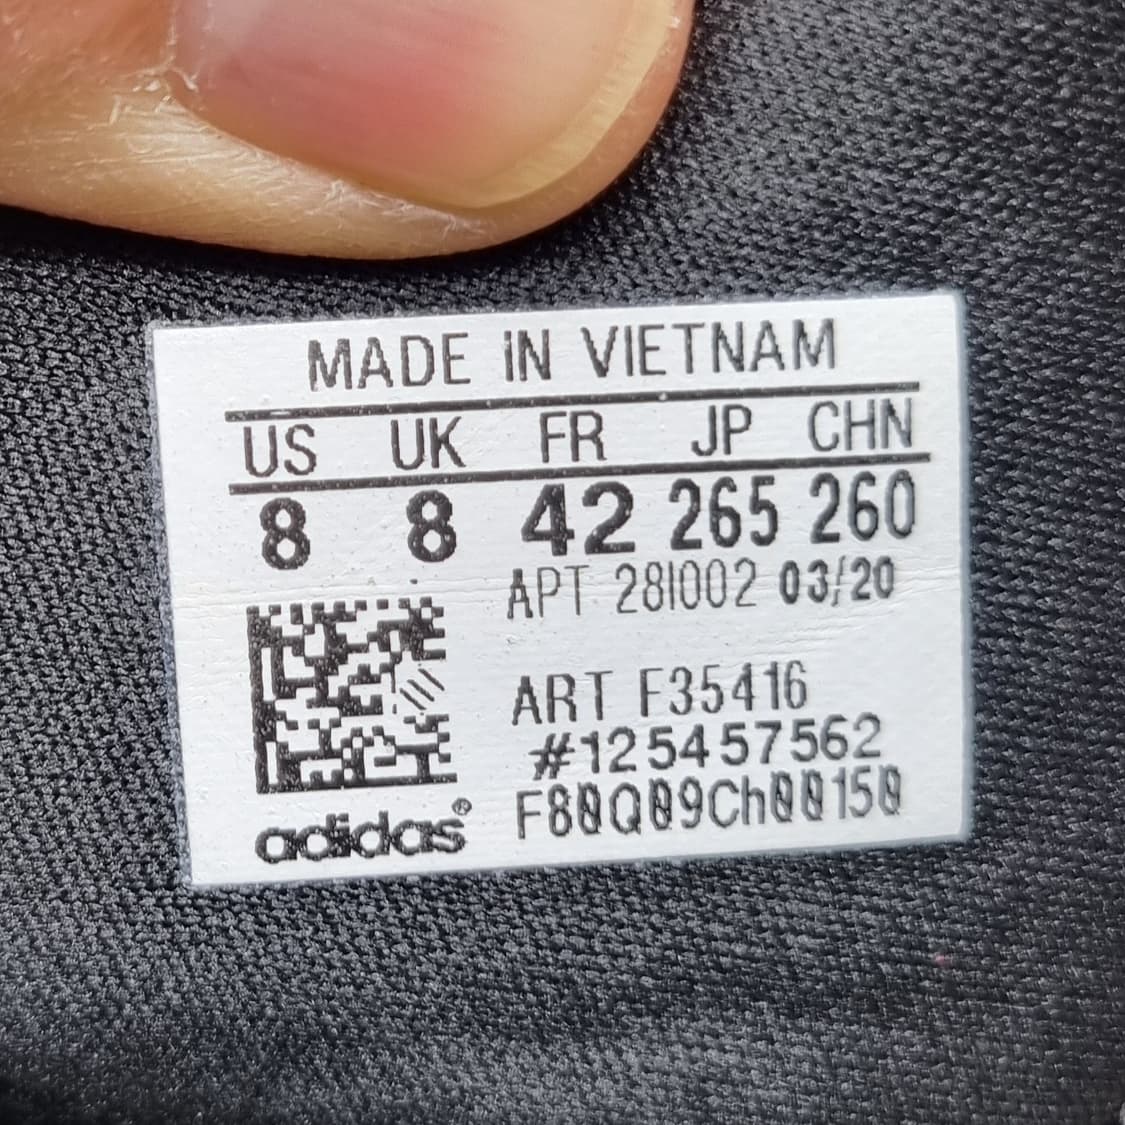 MADE iN VIETNAM
US UK FR JP CHN
8 8 42 265 260
APT 28I002 03/20
ART F35416
#125457562
F80Q09Ch00150
adidas®